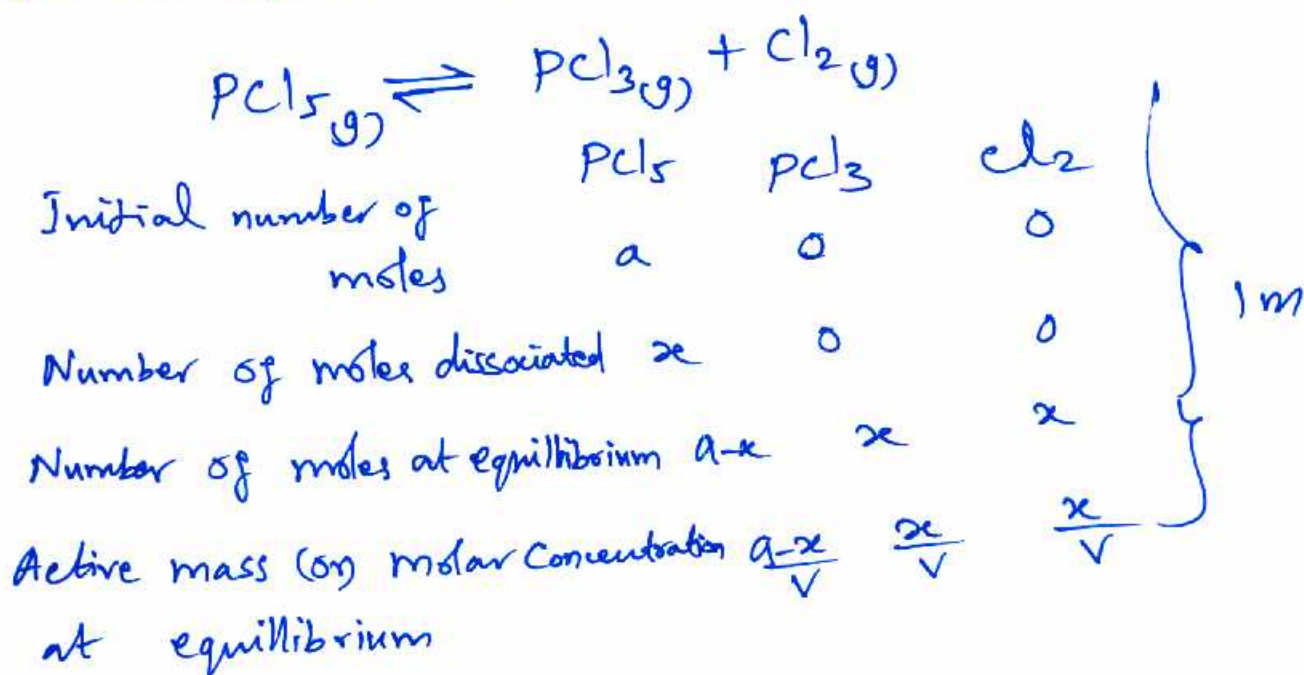 PCl5(g) ⇌ PCl3(g) + Cl2(g)
PCl5 PCl3 Cl2
Initial number of
moles a 0 0
1m
Number of moles dissociated x 0 0
Number of moles at equillibrium a-x x x
Active mass (or) molar Concentration a-x/V x/V x/V
at equillibrium